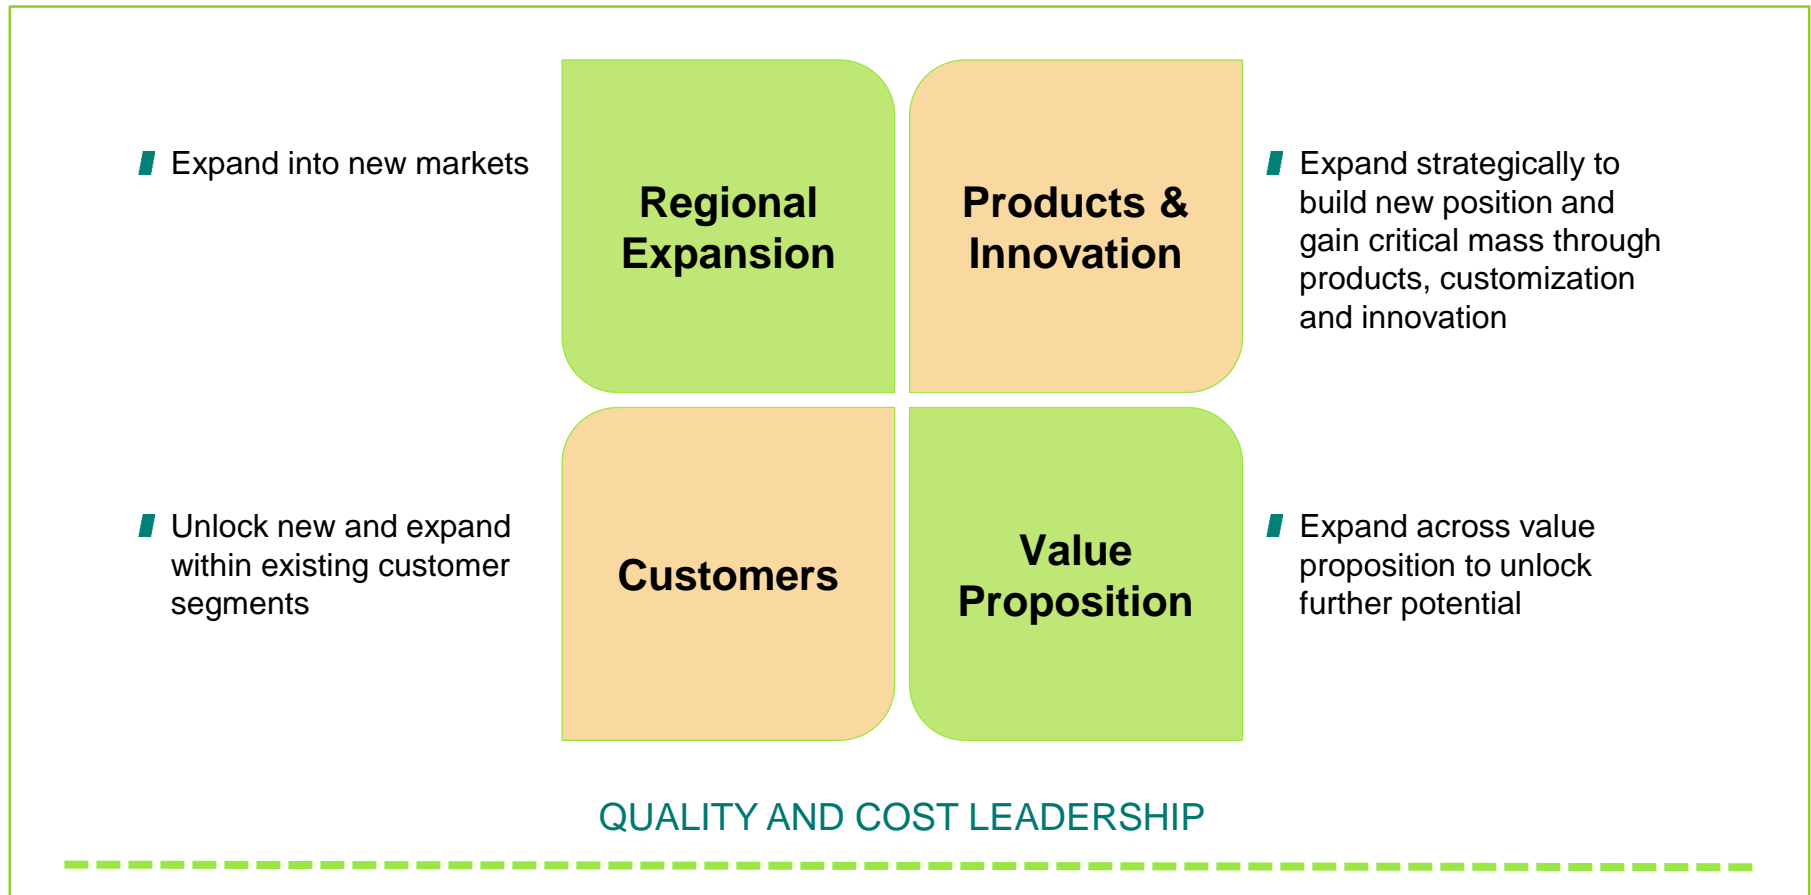 Expand into new markets
Regional
Expansion
Products &
Innovation
Expand strategically to
build new position and
gain critical mass through
products, customization
and innovation
Unlock new and expand
within existing customer
segments
Customers
Value
Proposition
Expand across value
proposition to unlock
further potential
QUALITY AND COST LEADERSHIP